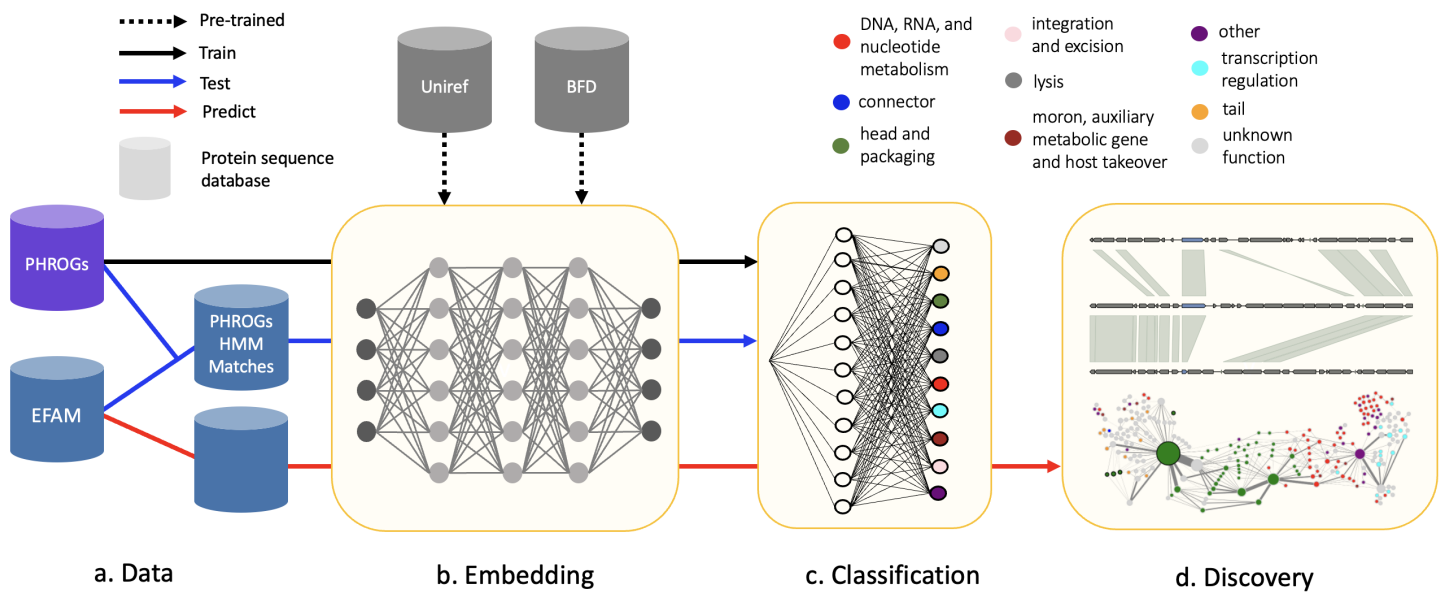 Pre-trained
Train
Test
Predict
Protein sequence
database
Uniref
BFD
DNA, RNA, and
nucleotide
metabolism
connector
head and
packaging
integration
and excision
lysis
moron, auxiliary
metabolic gene
and host takeover
other
transcription
regulation
tail
unknown
function
PHROGs
PHROGs
HMM
Matches
EFAM
a. Data
b. Embedding
c. Classification
d. Discovery